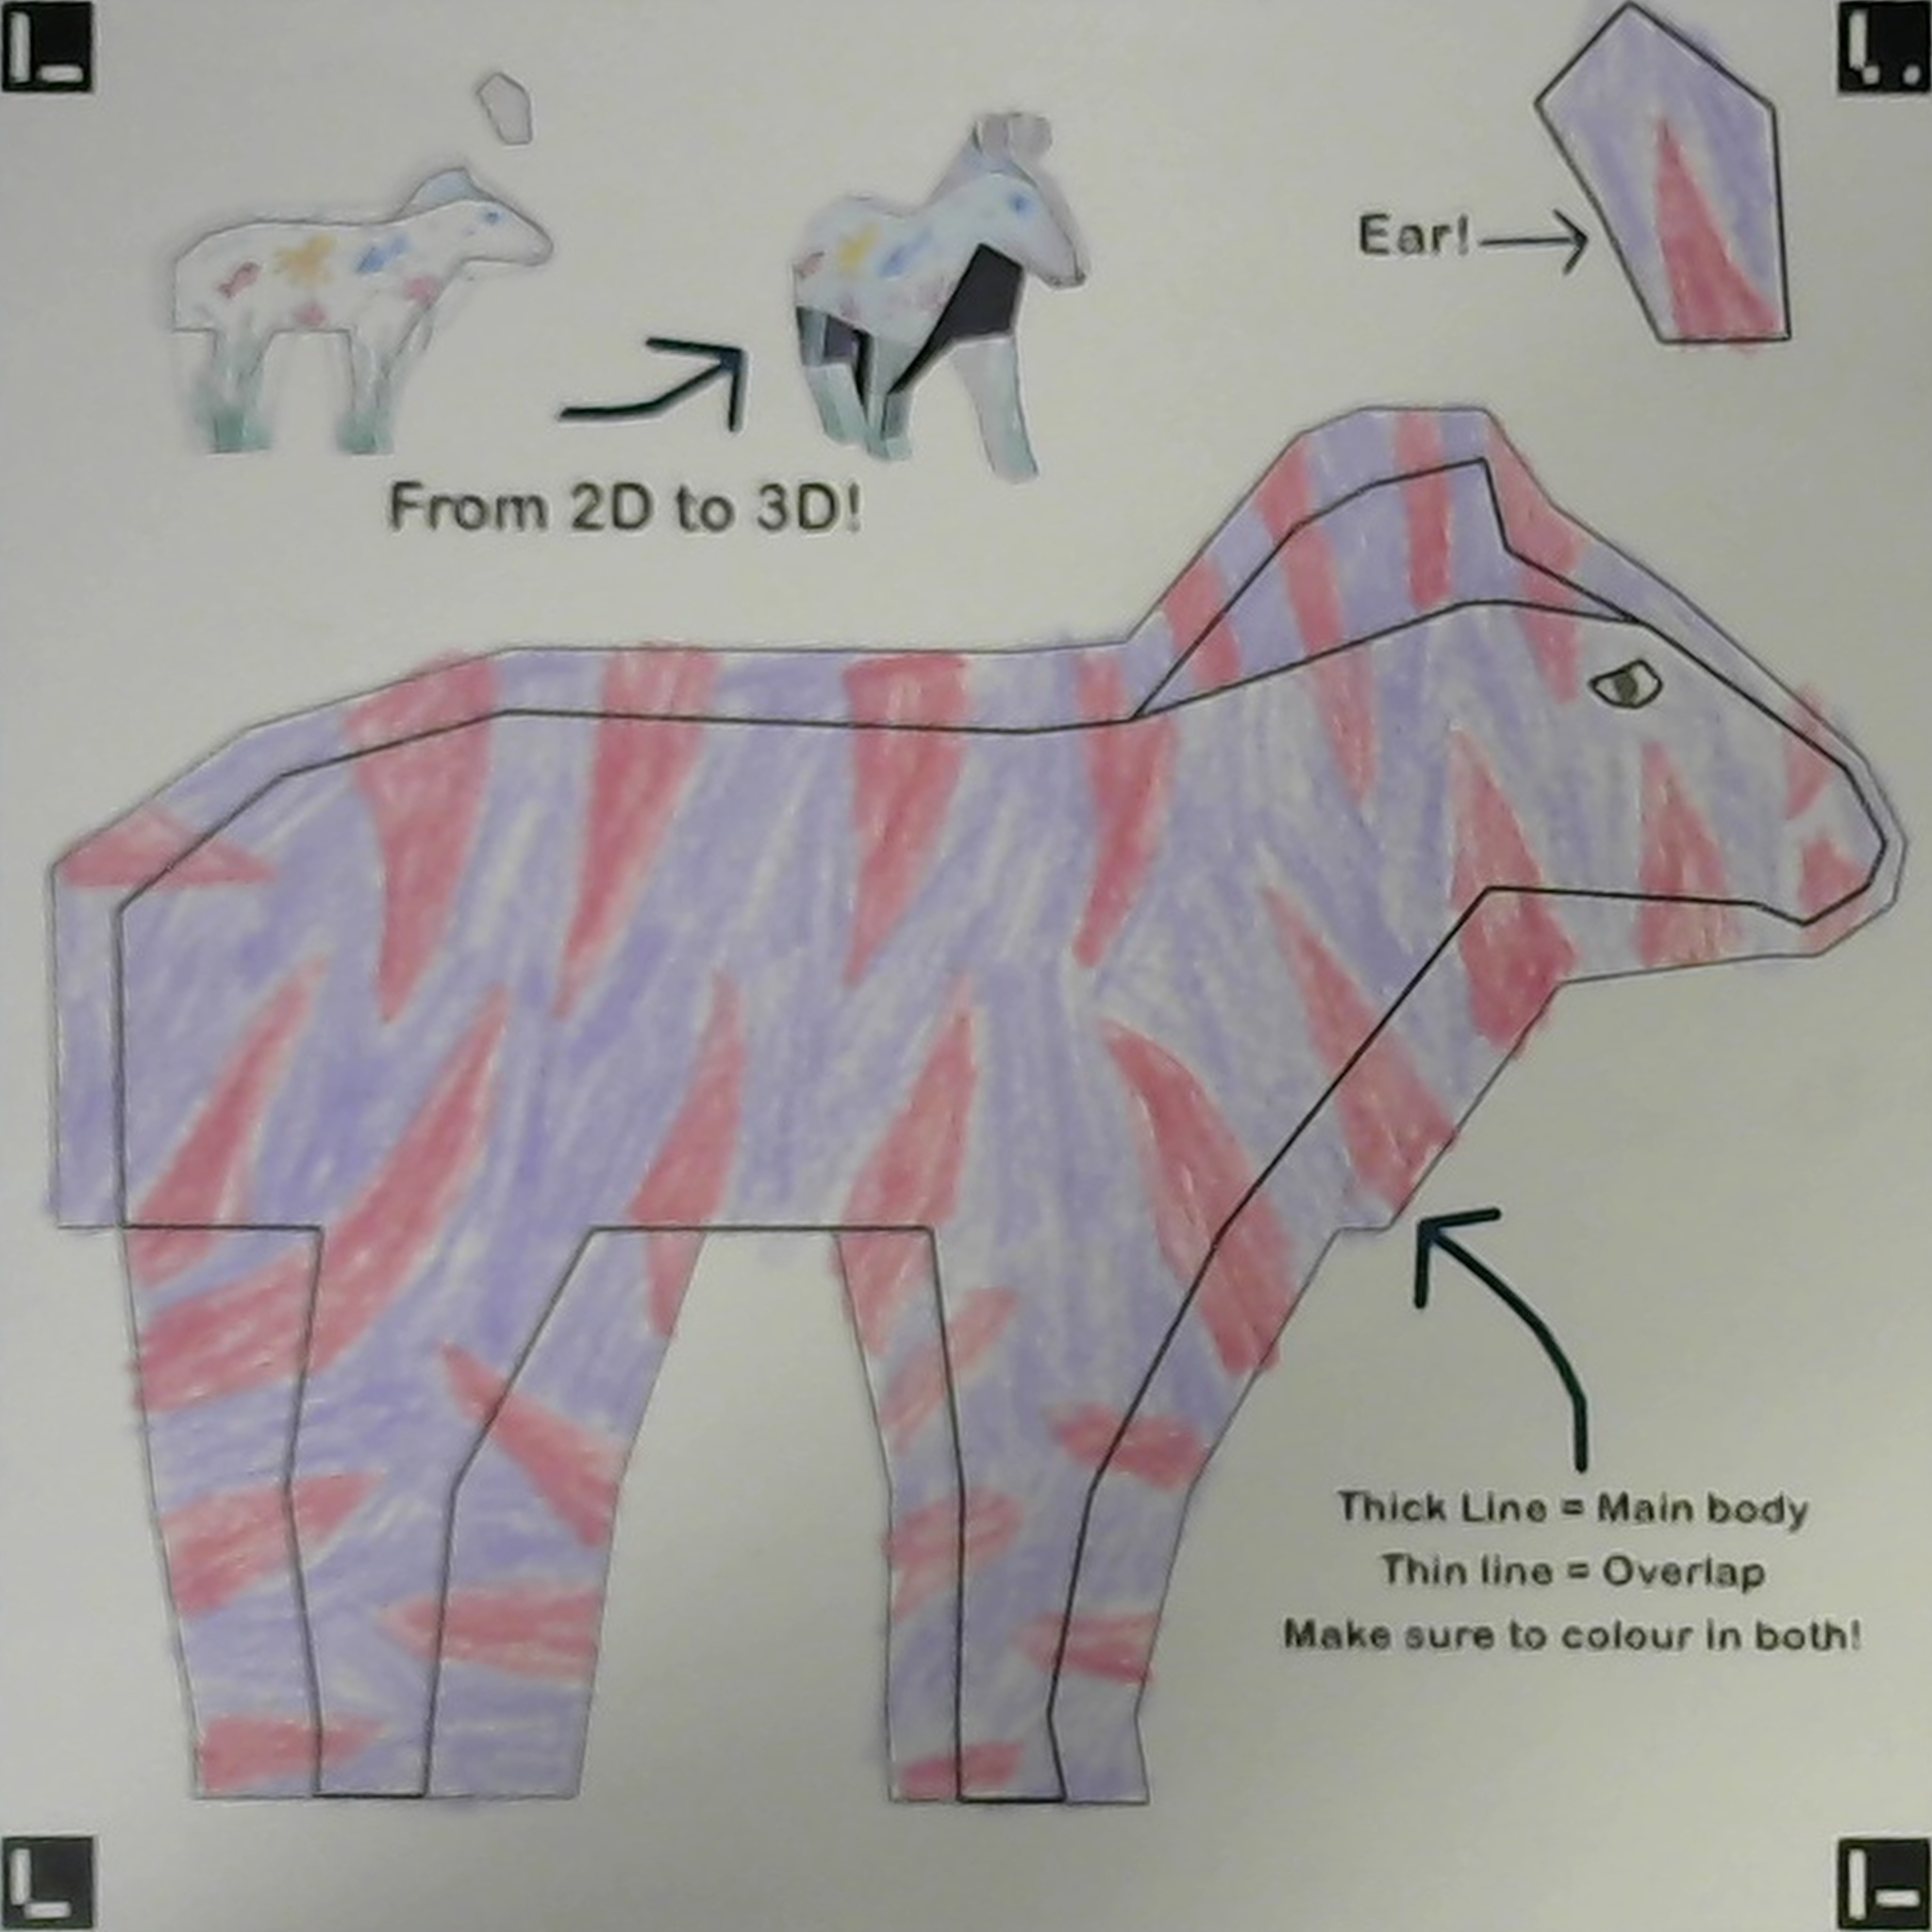 Ear!
From 2D to 3D!
Thick Line = Main body
Thin line = Overlap
Make sure to colour in both!